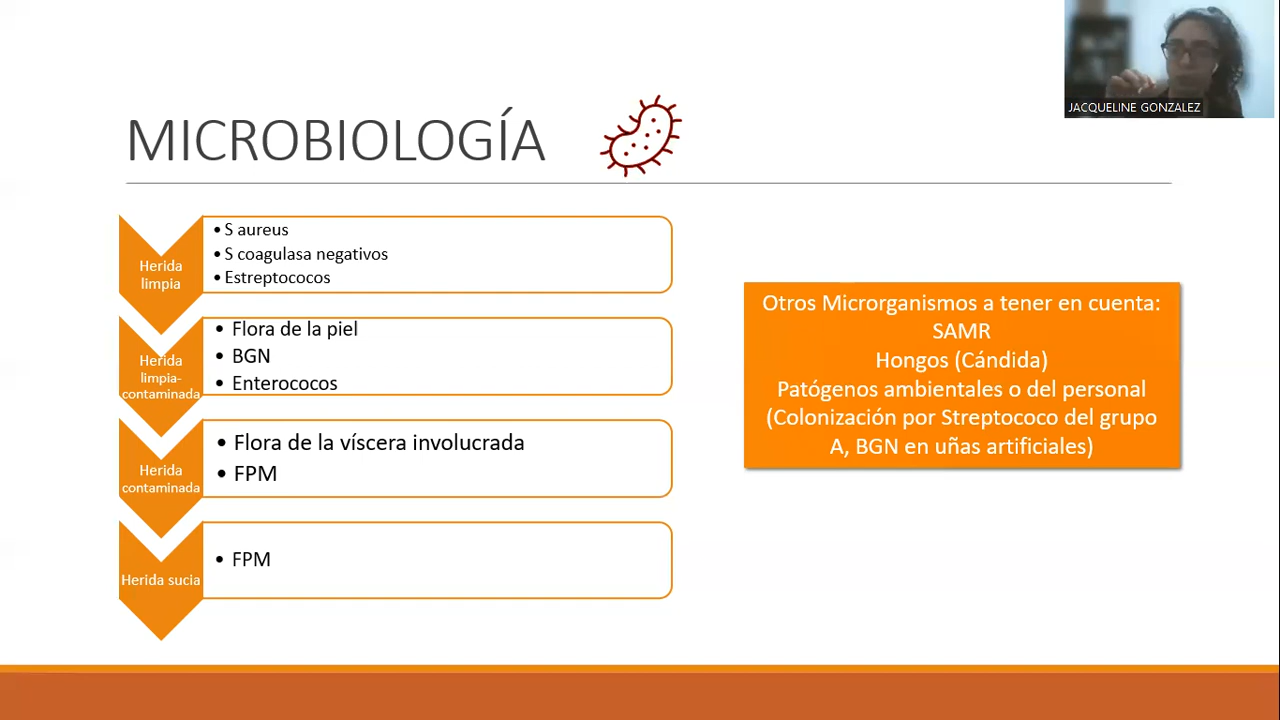 JACQUELINE GONZALEZ
MICROBIOLOGÍA
Herida
limpia
• S aureus
• S coagulasa negativos
• Estreptococos
Herida
limpia-
contaminada
• Flora de la piel
• BGN
• Enterococos
Herida
contaminada
• Flora de la víscera involucrada
• FPM
Herida sucia
• FPM
Otros Microrganismos a tener en cuenta:
SAMR
Hongos (Cándida)
Patógenos ambientales o del personal
(Colonización por Streptococo del grupo
A, BGN en uñas artificiales)